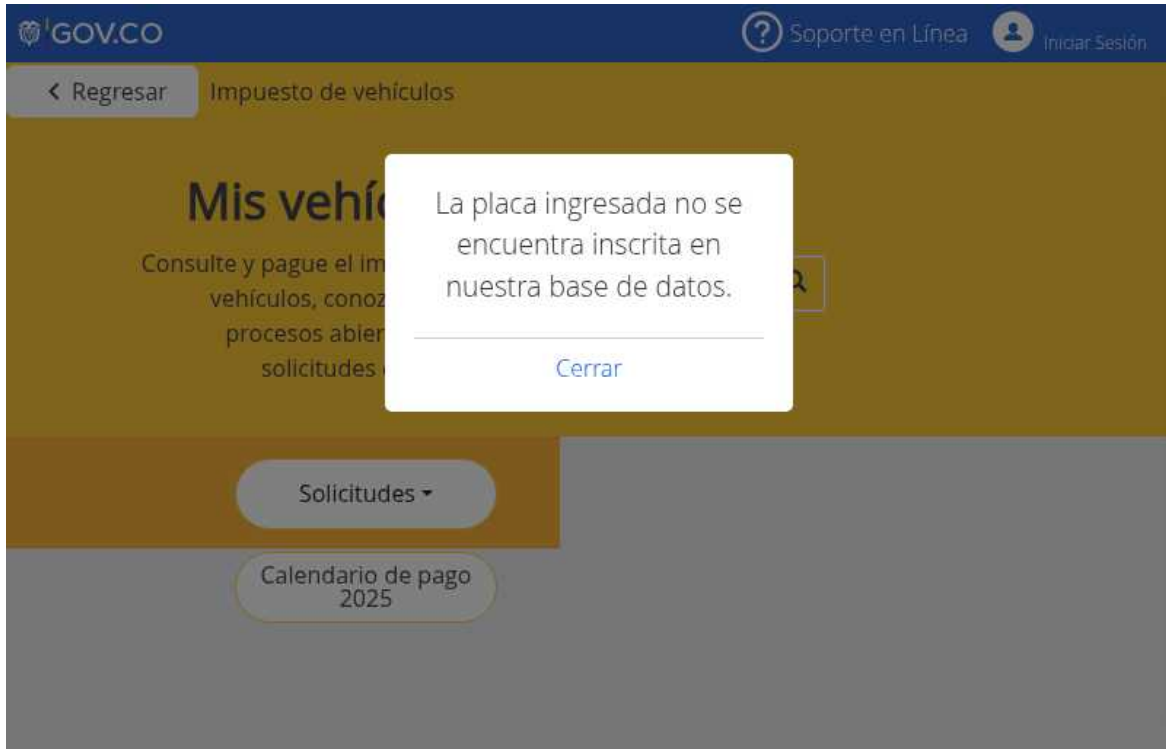 GOV.CO
Soporte en Línea
Iniciar Sesión
Regresar
Impuesto de vehículos
Mis vehíc
Consulte y pague el im
vehículos, conoz
procesos abier
solicitudes
La placa ingresada no se
encuentra inscrita en
nuestra base de datos.
Cerrar
Solicitudes
Calendario de pago
2025